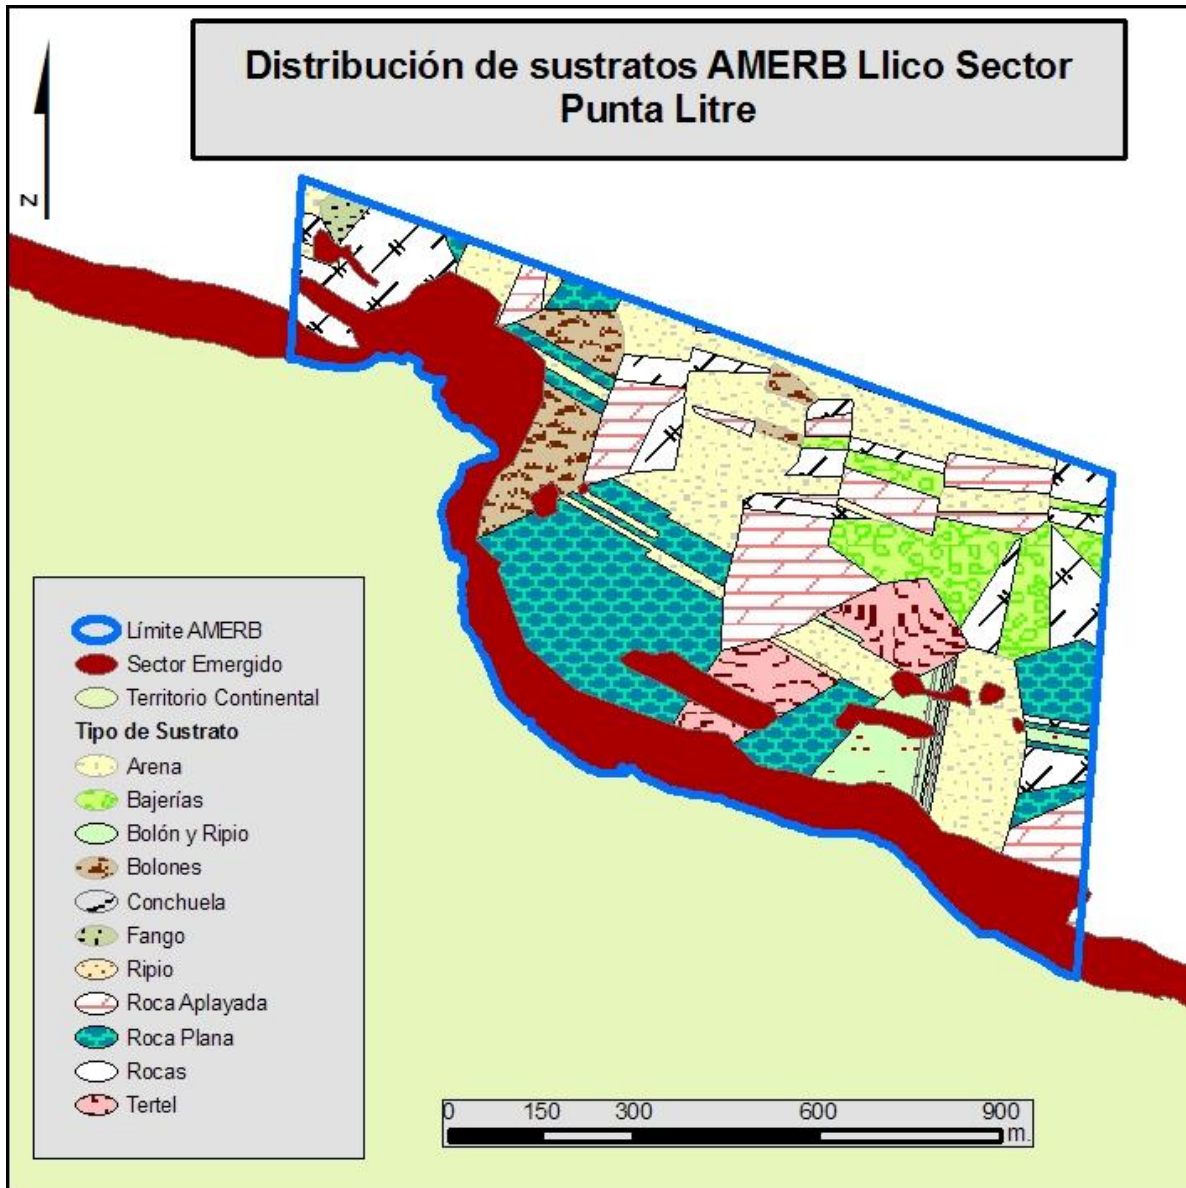 Distribución de sustratos AMERB Llico Sector
Punta Litre
N
Límite AMERB
Sector Emergido
Territorio Continental
Tipo de Sustrato
Arena
Bajerías
Bolón y Ripio
Bolones
Conchuela
Fango
Ripio
Roca Aplayada
Roca Plana
Rocas
Tertel
0 150 300 600 900
m.